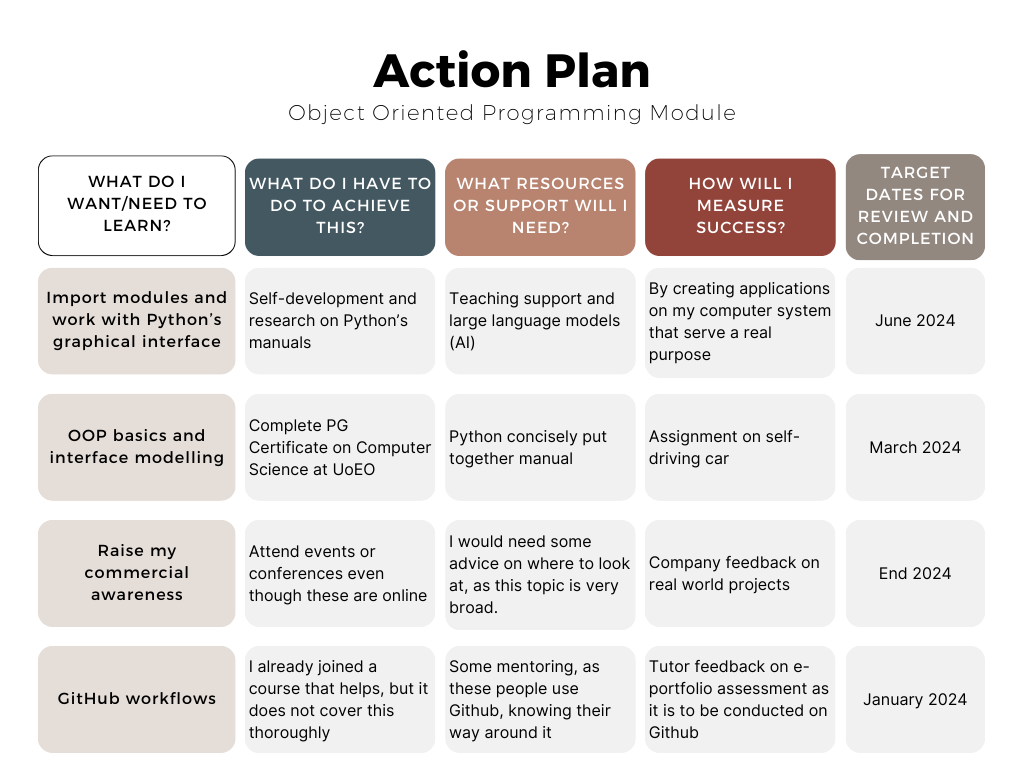 Action Plan
Object Oriented Programming Module
WHAT DO I
WANT/NEED TO
LEARN?
WHAT DO I HAVE TO
DO TO ACHIEVE
THIS?
WHAT RESOURCES
OR SUPPORT WILL I
NEED?
HOW WILL I
MEASURE
SUCCESS?
TARGET
DATES FOR
REVIEW AND
COMPLETION
Import modules and
work with Python's
graphical interface
Self-development and
research on Python's
manuals
Teaching support and
large language models
(AI)
By creating applications
on my computer system
that serve a real
purpose
June 2024
OOP basics and
interface modelling
Complete PG
Certificate on Computer
Science at UoEO
Python concisely put
together manual
Assignment on self-
driving car
March 2024
Raise my
commercial
awareness
Attend events or
conferences even
though these are online
I would need some
advice on where to look
at, as this topic is very
broad.
Company feedback on
real world projects
End 2024
GitHub workflows
I already joined a
course that helps, but it
does not cover this
thoroughly
Some mentoring, as
these people use
Github, knowing their
way around it
Tutor feedback on e-
portfolio assessment as
it is to be conducted on
Github
January 2024